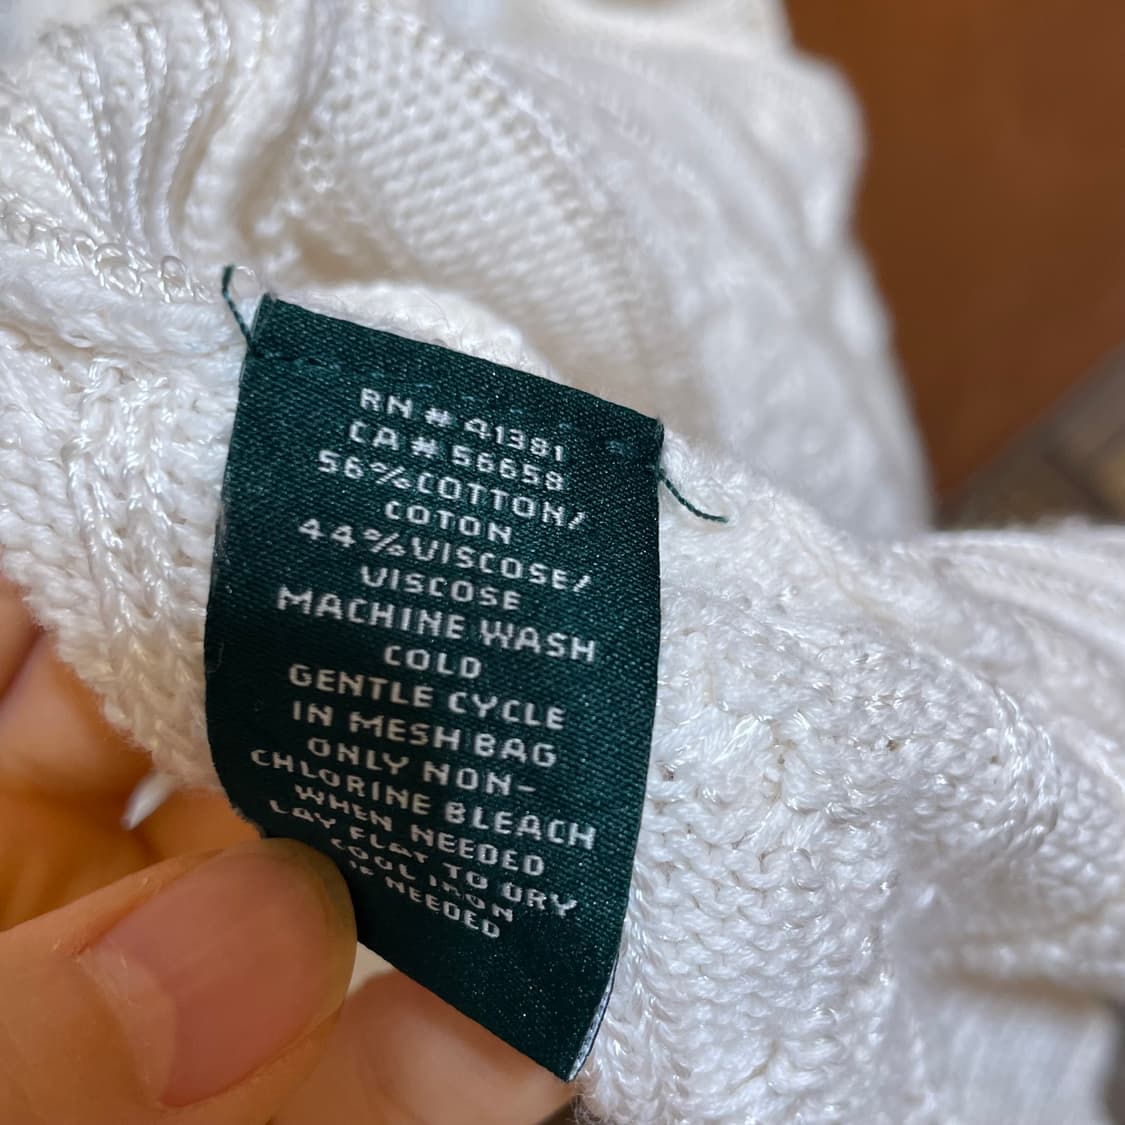 RN # 41381
CA # 56658
56%COTTON/
COTON
44%VISCOSE/
VISCOSE
MACHINE WASH
COLD
GENTLE CYCLE
IN MESH BAG
ONLY NON-
CHLORINE BLEACH
WHEN NEEDED
LAY FLAT TO DRY
COOL IRON
IF NEEDED